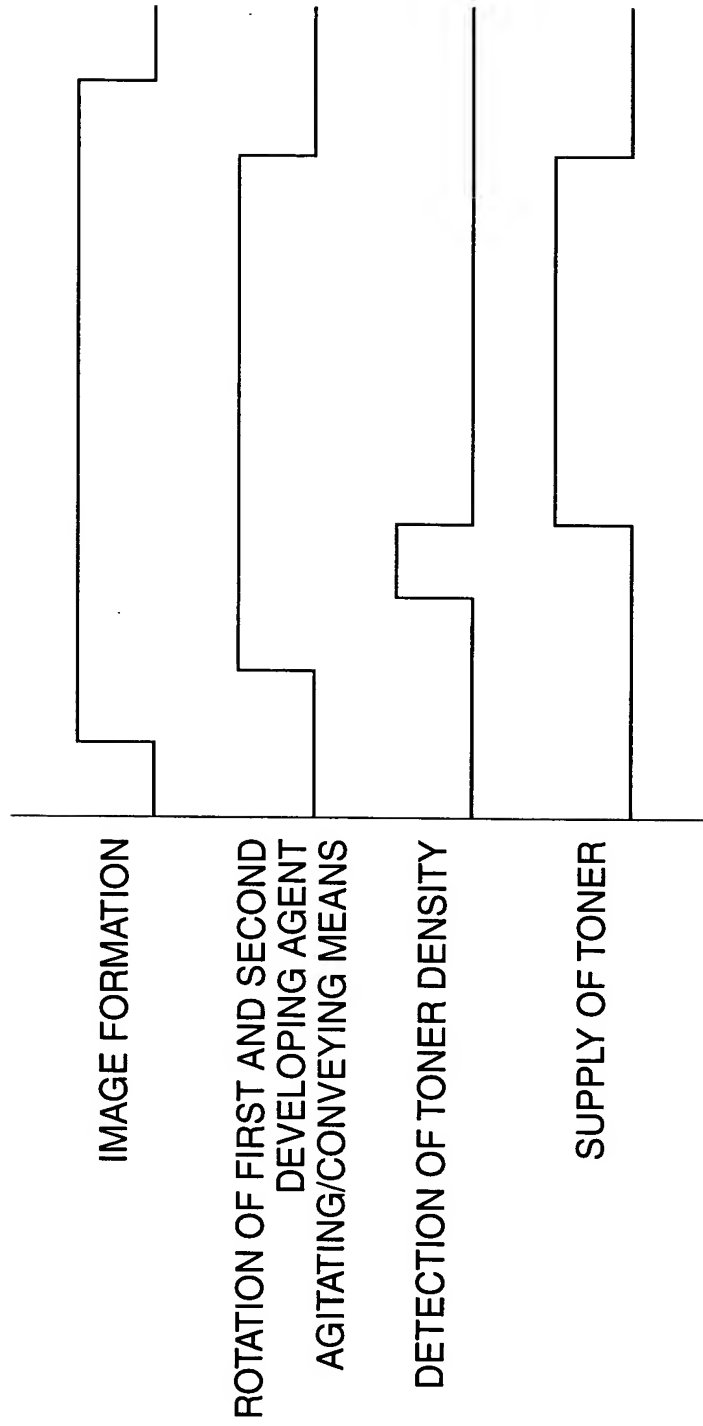 IMAGE FORMATION
ROTATION OF FIRST AND SECOND
DEVELOPING AGENT
AGITATING/CONVEYING MEANS
DETECTION OF TONER DENSITY
SUPPLY OF TONER